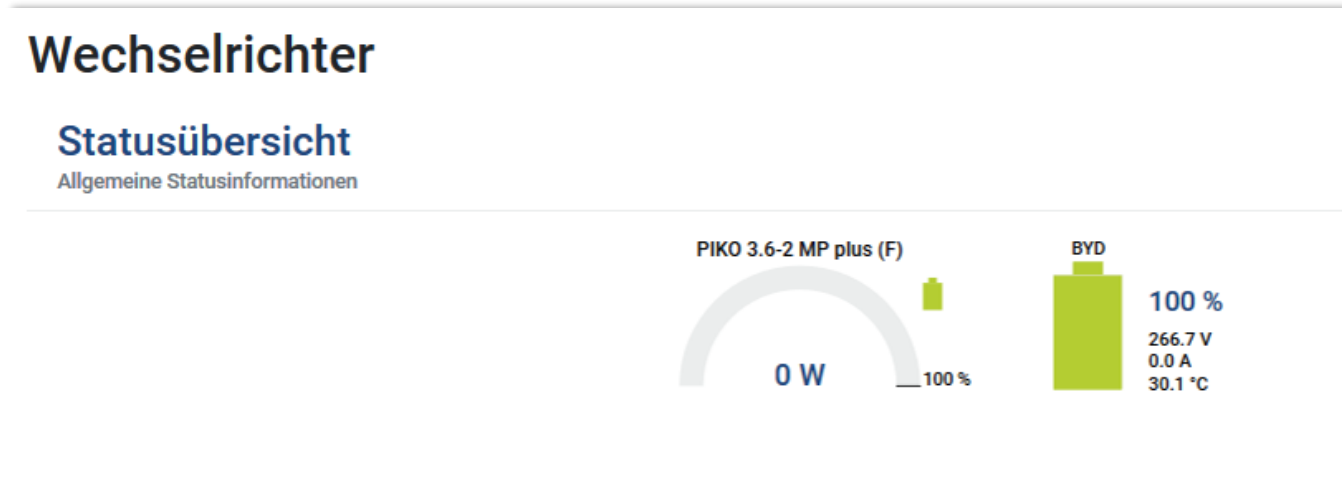 Wechselrichter
Statusübersicht
Allgemeine Statusinformationen
PIKO 3.6-2 MP plus (F)
0 W
100 %
BYD
100 %
266.7 V
0.0 A
30.1 °C